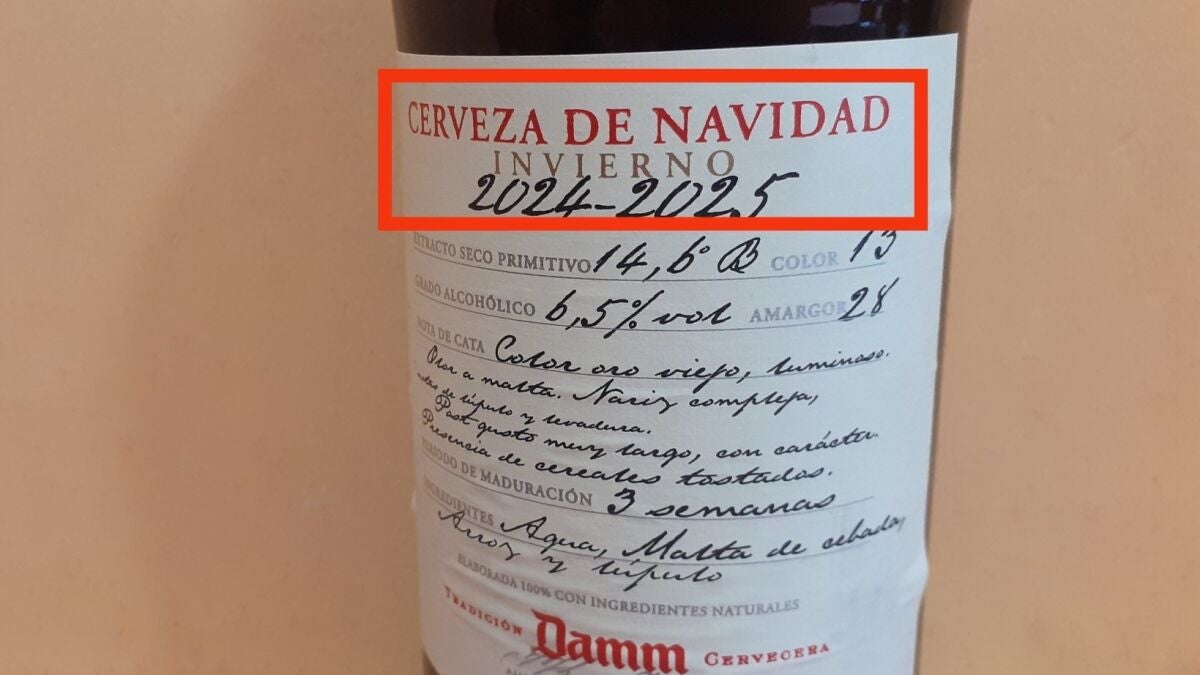 CERVEZA DE NAVIDAD
INVIERNO
2024-2025
EXTRACTO SECO PRIMITIVO 14,6º B COLOR 13
GRADO ALCOHÓLICO 6,5% vol AMARGOR 28
NOTA DE CATA Color oro viejo, luminoso.
Olor a malta. Nariz compleja,
notas de lúpulo y levadura.
Post gusto muy largo, con carácter.
Presencia de cereales tostados.
PERIODO DE MADURACIÓN 3 semanas
INGREDIENTES Agua, Malta de cebada,
Arroz y lúpulo
ELABORADA 100% CON INGREDIENTES NATURALES
TRADICIÓN Damm CERVECERA